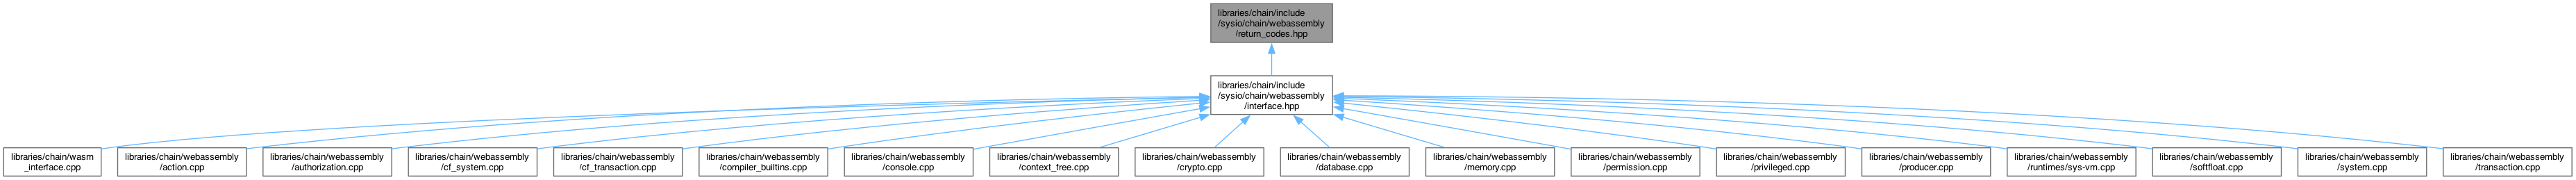 libraries/chain/include
/sysio/chain/webassembly
/return_codes.hpp
libraries/chain/include
/sysio/chain/webassembly
/interface.hpp
libraries/chain/wasm
_interface.cpp
libraries/chain/webassembly
/action.cpp
libraries/chain/webassembly
/authorization.cpp
libraries/chain/webassembly
/cf_system.cpp
libraries/chain/webassembly
/cf_transaction.cpp
libraries/chain/webassembly
/compiler_builtins.cpp
libraries/chain/webassembly
/console.cpp
libraries/chain/webassembly
/context_free.cpp
libraries/chain/webassembly
/crypto.cpp
libraries/chain/webassembly
/database.cpp
libraries/chain/webassembly
/memory.cpp
libraries/chain/webassembly
/permission.cpp
libraries/chain/webassembly
/privileged.cpp
libraries/chain/webassembly
/producer.cpp
libraries/chain/webassembly
/runtimes/sys-vm.cpp
libraries/chain/webassembly
/softfloat.cpp
libraries/chain/webassembly
/system.cpp
libraries/chain/webassembly
/transaction.cpp